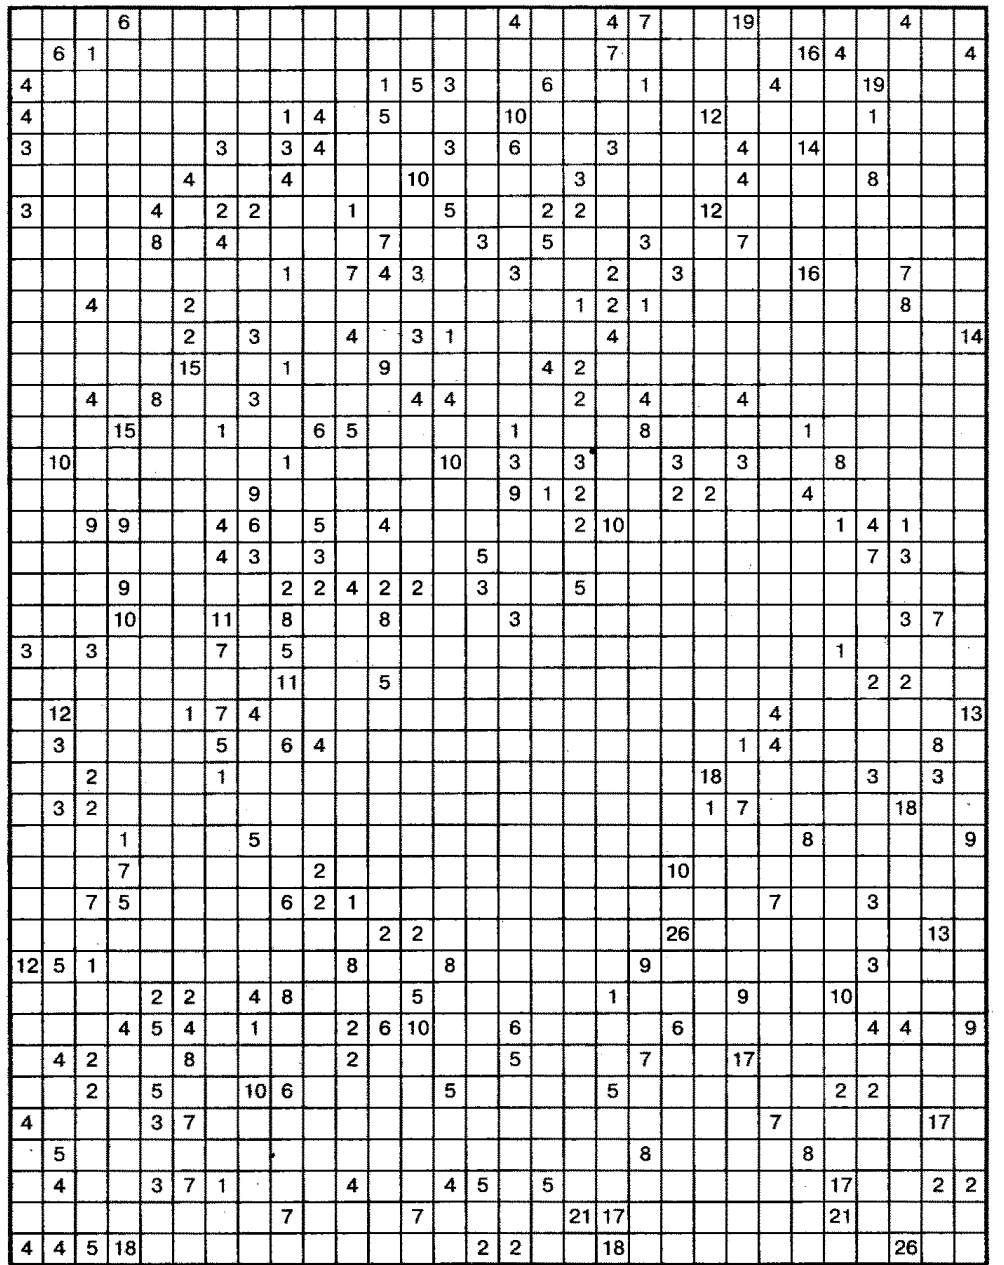 6 4 4 7 19 4
6 1 7 16 4 4
4 1 5 3 6 1 4 19
4 1 4 5 10 12 1
3 3 3 4 3 6 3 4 14
4 4 10 3 4 8
3 4 2 2 1 5 2 2 12
8 4 7 3 5 3 7
1 7 4 3 3 2 3 16 7
4 2 1 2 1 8
2 3 4 3 1 4 14
15 1 9 4 2
4 8 3 4 4 2 4 4
15 1 6 5 1 8 1
10 1 10 3 3 3 3 8
9 9 1 2 2 2 4
9 9 4 6 5 4 2 10 1 4 1
4 3 3 5 7 3
9 2 2 4 2 2 3 5
10 11 8 8 3 3 7
3 3 7 5 1
11 5 2 2
12 1 7 4 4 13
3 5 6 4 1 4 8
2 1 18 3 3
3 2 1 7 18
1 5 8 9
7 2 10
7 5 6 2 1 7 3
2 2 26 13
12 5 1 8 8 9 3
2 2 4 8 5 1 9 10
4 5 4 1 2 6 10 6 6 4 4 9
4 2 8 2 5 7 17
2 5 10 6 5 5 2 2
4 3 7 7 17
5 8 8
4 3 7 1 4 4 5 5 17 2 2
7 7 21 17 21
4 4 5 18 2 2 18 26